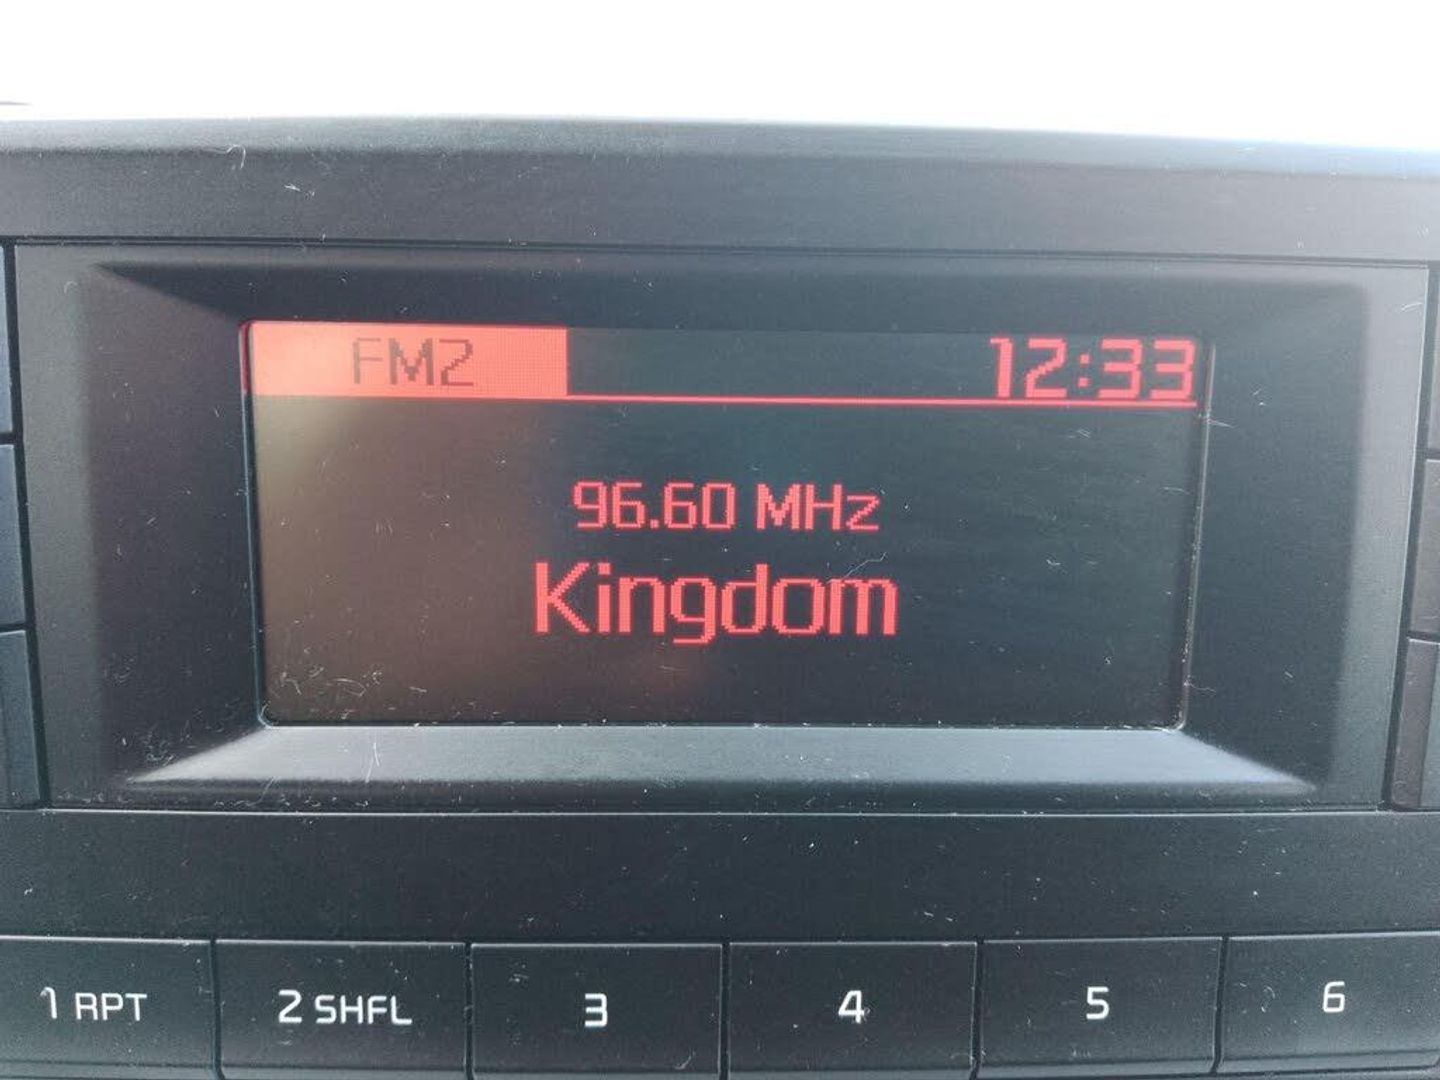 FM2 12:33
96.60 MHz
Kingdom
1 RPT 2 SHFL 3 4 5 6